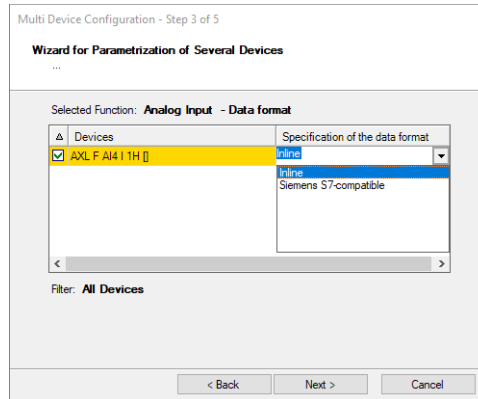 Multi Device Configuration - Step 3 of 5
Wizard for Parametrization of Several Devices
...
Selected Function: Analog Input - Data format
Devices Specification of the data format
AXL F AI4 I 1H [] Inline
Inline
Siemens S7-compatible
Filter: All Devices
< Back Next > Cancel